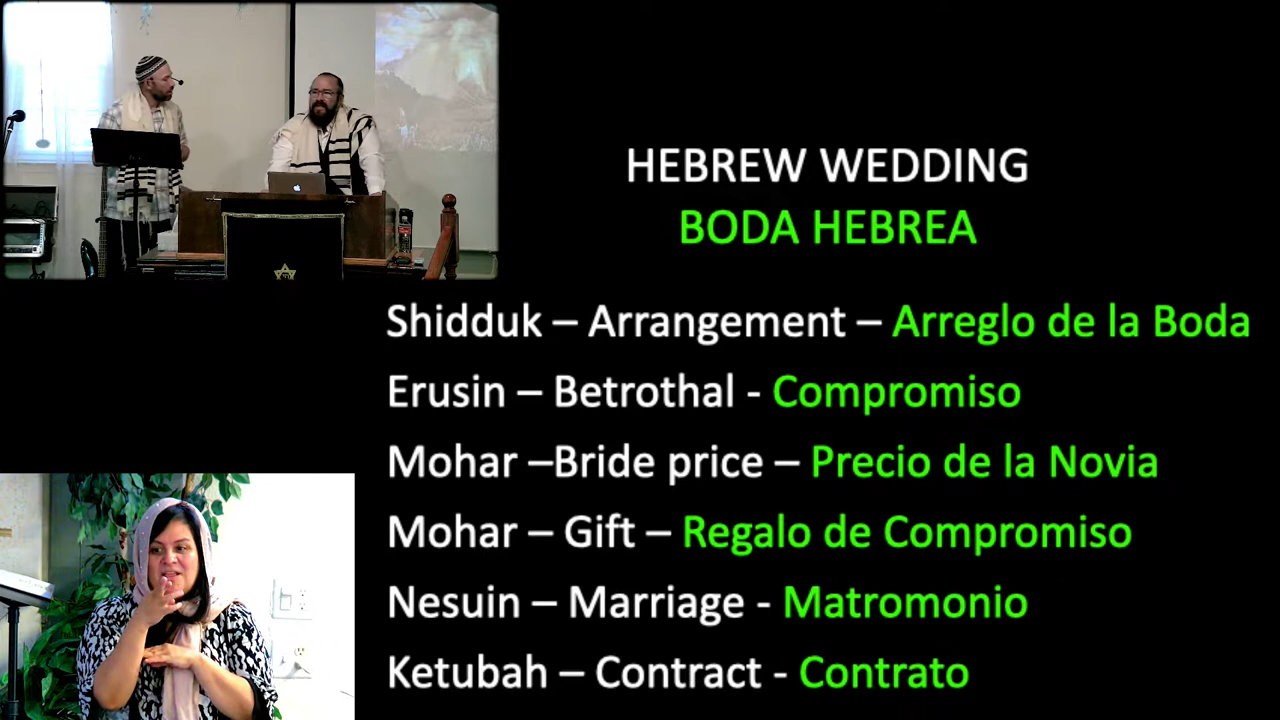 HEBREW WEDDING
BODA HEBREA
Shidduk – Arrangement – Arreglo de la Boda
Erusin – Betrothal - Compromiso
Mohar –Bride price – Precio de la Novia
Mohar – Gift – Regalo de Compromiso
Nesuin – Marriage - Matromonio
Ketubah – Contract - Contrato